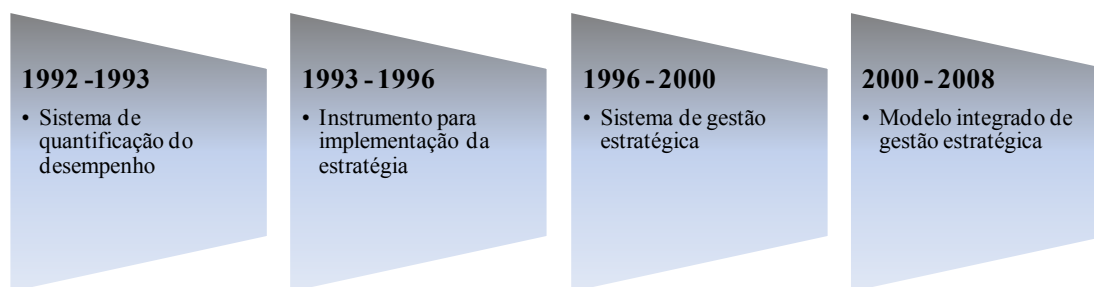 1992 -1993
• Sistema de
quantificação do
desempenho
1993 - 1996
• Instrumento para
implementação da
estratégia
1996 - 2000
• Sistema de gestão
estratégica
2000 - 2008
• Modelo integrado de
gestão estratégica